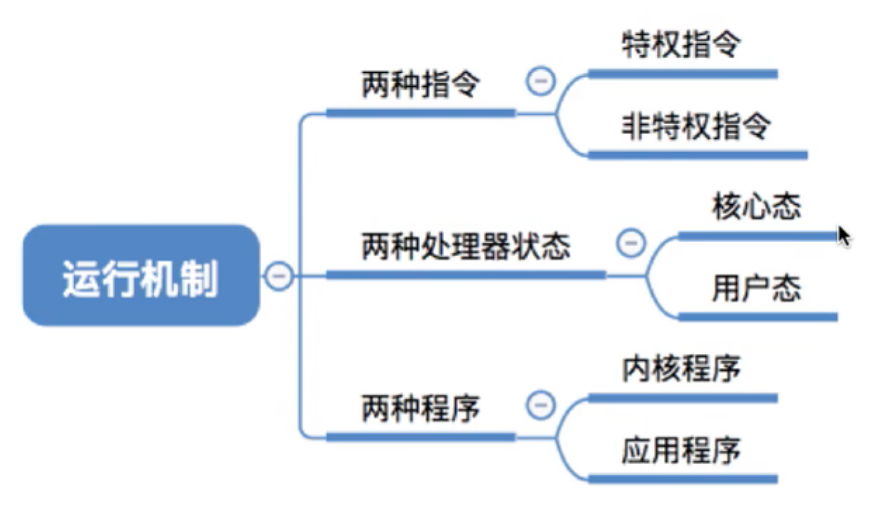 运行机制
两种指令
特权指令
非特权指令
两种处理器状态
核心态
用户态
两种程序
内核程序
应用程序